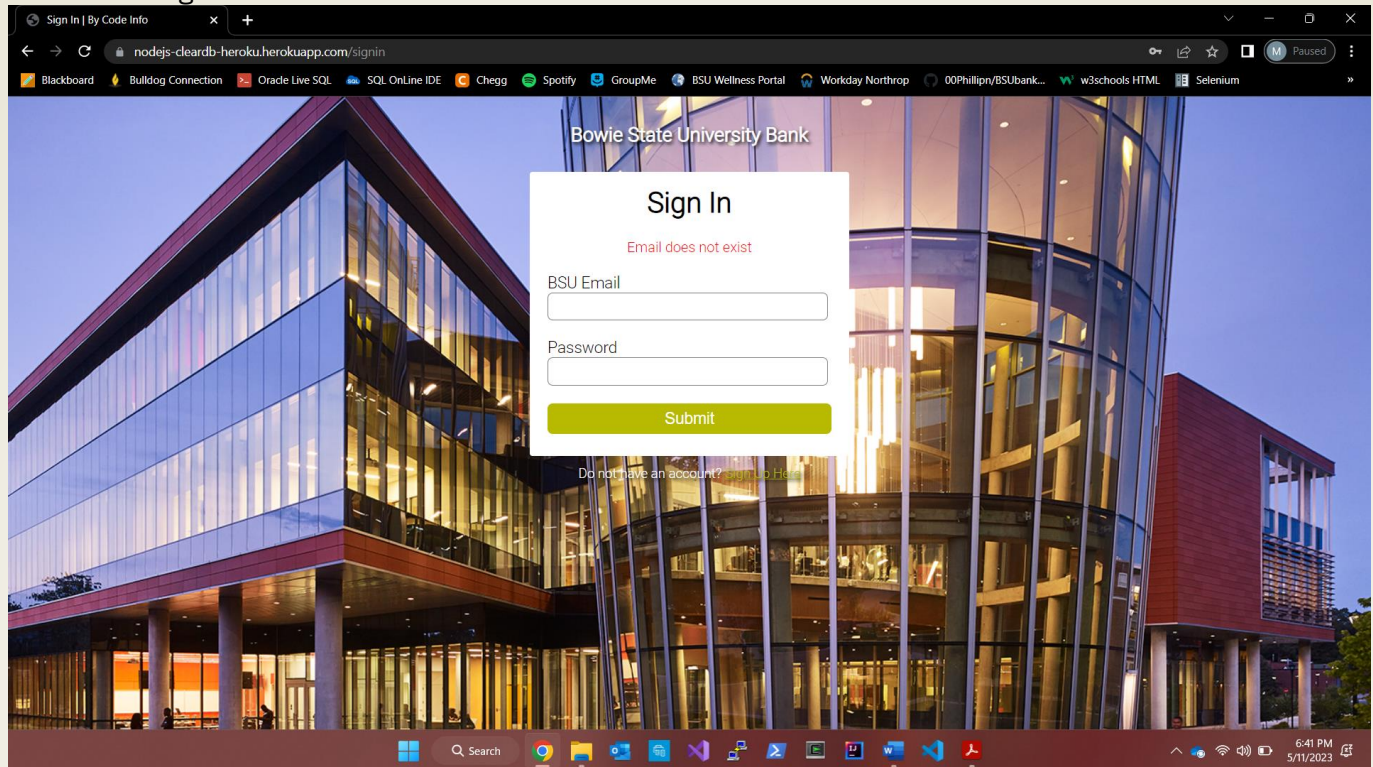 Sign In | By Code Info
nodejs-cleardb-heroku.herokuapp.com/signin
M Paused
Blackboard Bulldog Connection Oracle Live SQL SQL OnLine IDE Chegg Spotify GroupMe BSU Wellness Portal Workday Northrop 00Phillipn/BSUbank... w3schools HTML Selenium »
Bowie State University Bank
Sign In
Email does not exist
BSU Email
Password
Submit
Do not have an account? Sign Up Here
Search
6:41 PM
5/11/2023